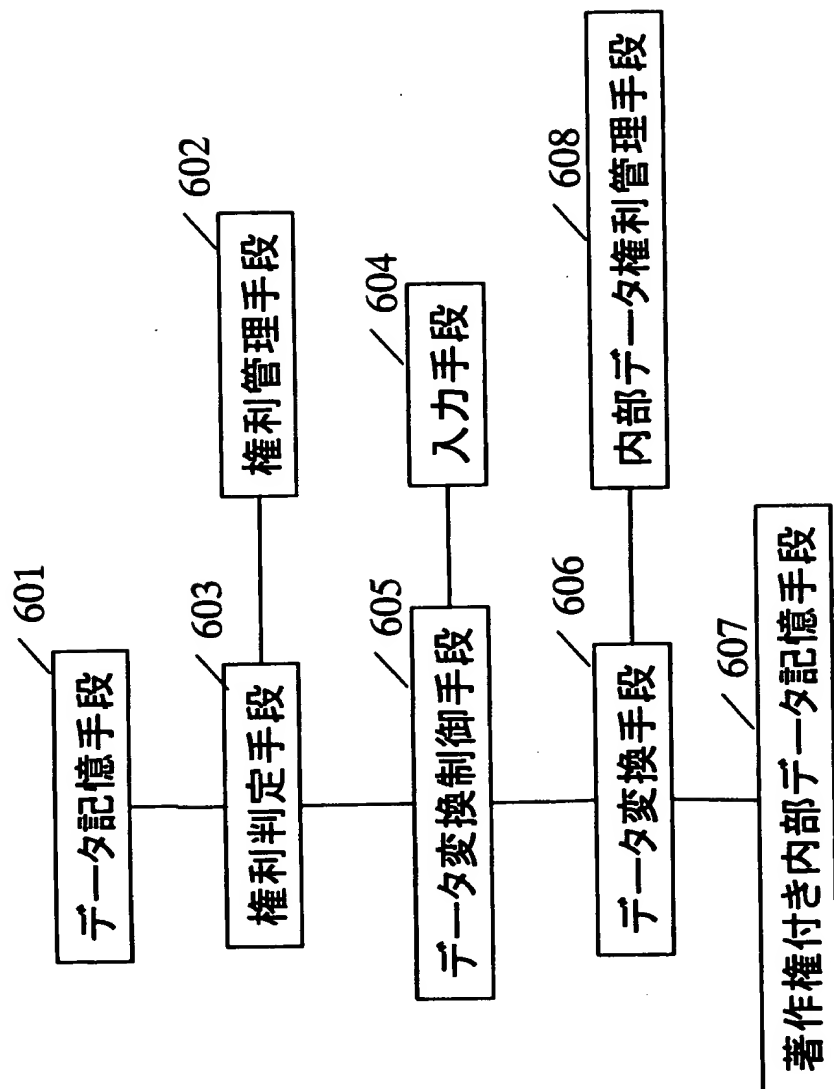 601
データ記憶手段
602
権利管理手段
603
権利判定手段
604
入力手段
605
データ変換制御手段
606
データ変換手段
608
内部データ権利管理手段
607
著作権付き内部データ記憶手段